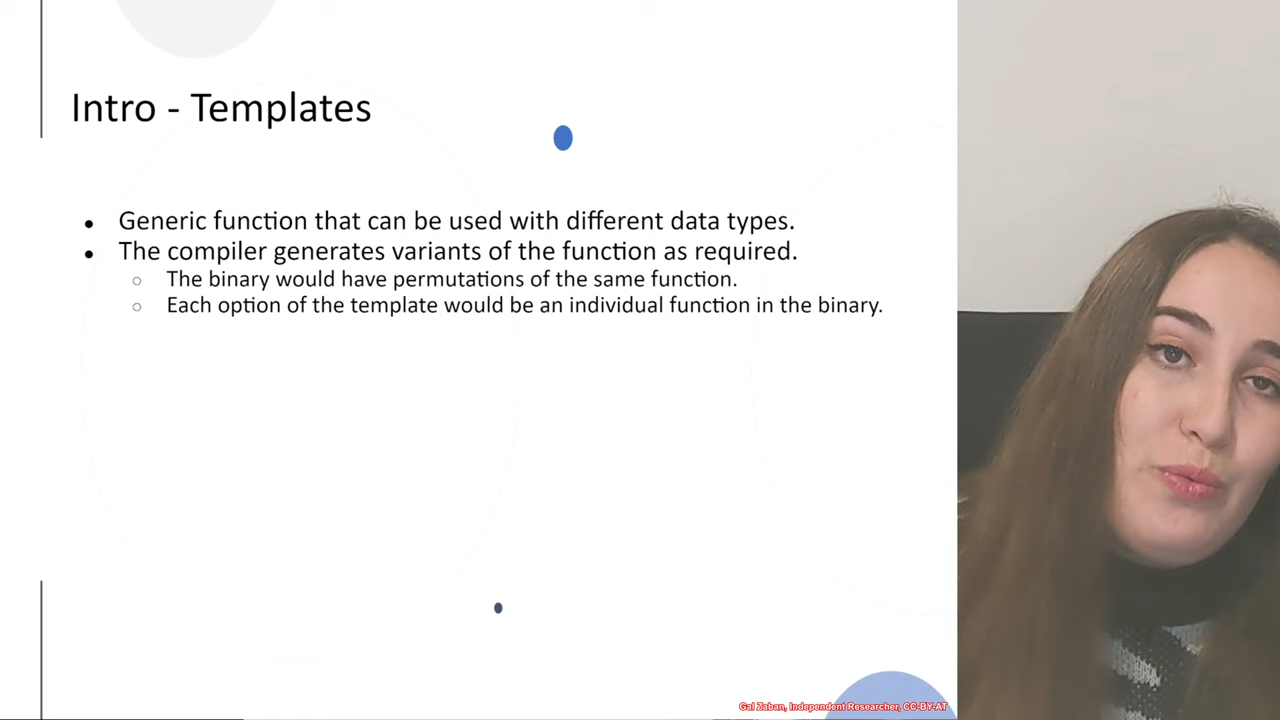 Intro - Templates
● Generic function that can be used with different data types.
● The compiler generates variants of the function as required.
○ The binary would have permutations of the same function.
○ Each option of the template would be an individual function in the binary.
Gal Zaban, Independent Researcher, CC-BY-AT